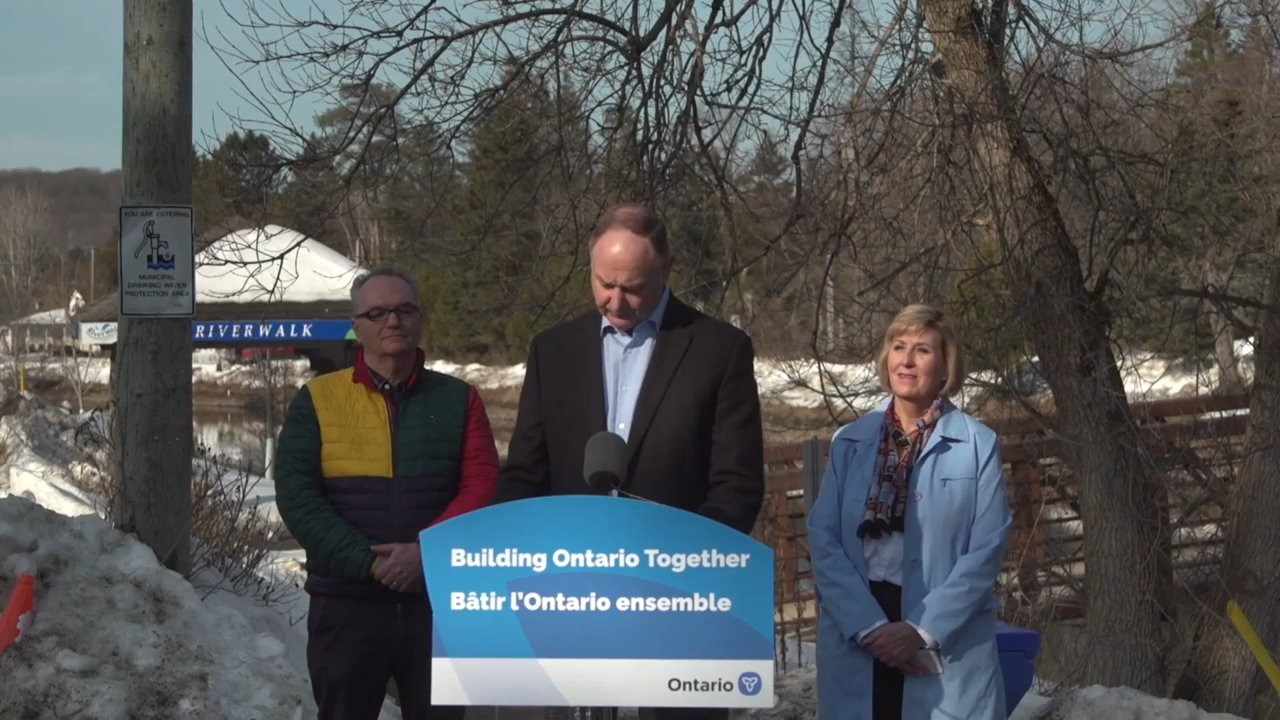 YOU ARE ENTERING
MUNICIPAL
DRINKING WATER
PROTECTION AREA
RIVERWALK
Building Ontario Together
Bâtir l'Ontario ensemble
Ontario